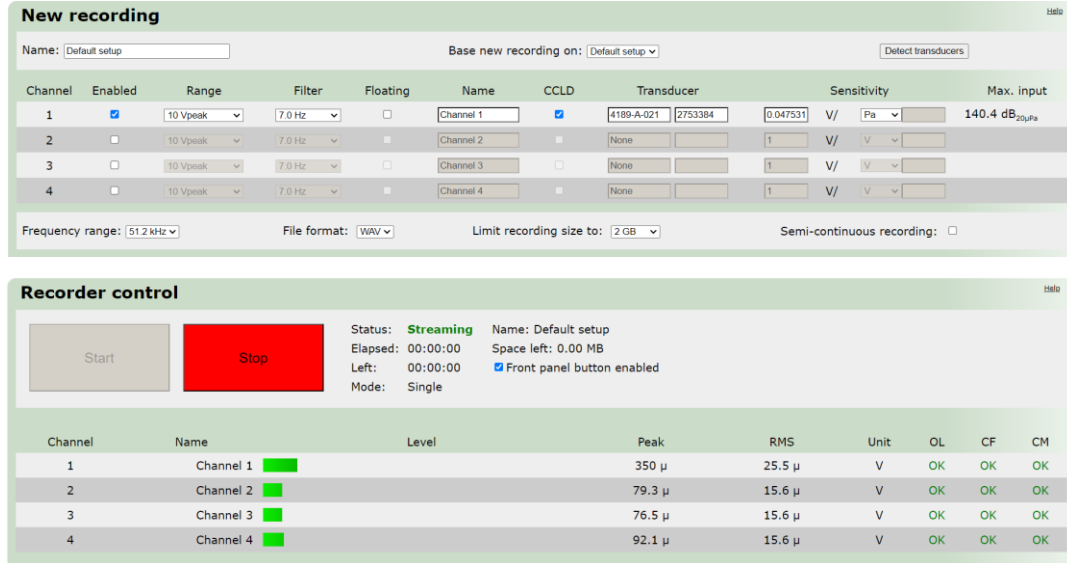 New recording Help
Name: Default setup Base new recording on: Default setup Detect transducers
Channel Enabled Range Filter Floating Name CCLD Transducer Sensitivity Max. input
1 10 Vpeak 7.0 Hz Channel 1 4189-A-021 2753384 0.047531 V/ Pa 140.4 dB20µPa
2 10 Vpeak 7.0 Hz Channel 2 None 1 V/ V
3 10 Vpeak 7.0 Hz Channel 3 None 1 V/ V
4 10 Vpeak 7.0 Hz Channel 4 None 1 V/ V
Frequency range: 51.2 kHz File format: WAV Limit recording size to: 2 GB Semi-continuous recording:
Recorder control Help
Start Stop
Status: Streaming Name: Default setup
Elapsed: 00:00:00 Space left: 0.00 MB
Left: 00:00:00 Front panel button enabled
Mode: Single
Channel Name Level Peak RMS Unit OL CF CM
1 Channel 1 350 µ 25.5 µ V OK OK OK
2 Channel 2 79.3 µ 15.6 µ V OK OK OK
3 Channel 3 76.5 µ 15.6 µ V OK OK OK
4 Channel 4 92.1 µ 15.6 µ V OK OK OK